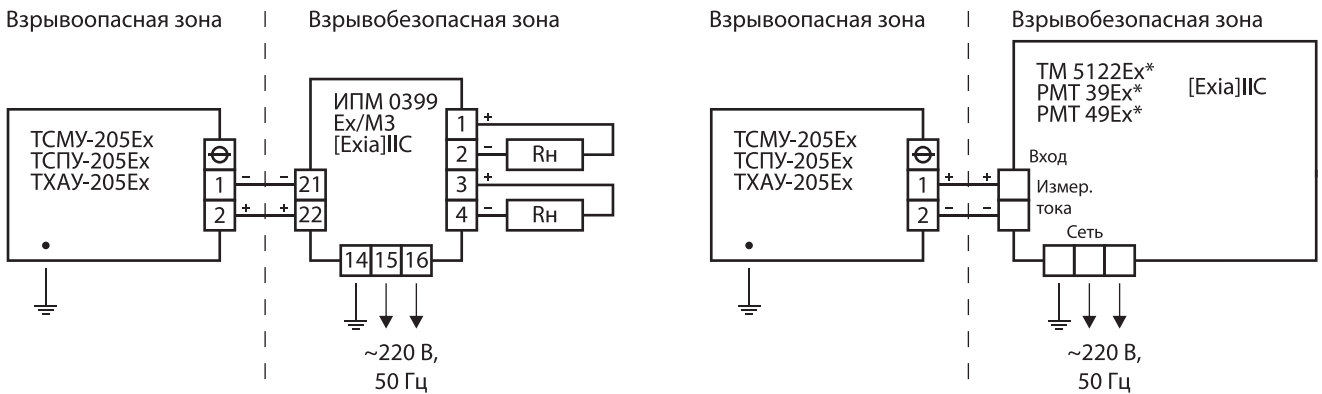 Взрывоопасная зона
Взрывобезопасная зона
ТСМУ-205Ex
ТСПУ-205Ex
ТХАУ-205Ex
1
2
- -
+ +
21
22
ИПМ 0399
Ex/М3
[Exia]IIC
1
2
3
4
+
-
+
-
Rн
Rн
14 15 16
~220 В,
50 Гц
Взрывоопасная зона
Взрывобезопасная зона
ТСМУ-205Ex
ТСПУ-205Ex
ТХАУ-205Ex
1
2
+ +
- -
ТМ 5122Ex*
РМТ 39Ex*
РМТ 49Ex*
[Exia]IIC
Вход
Измер.
тока
Сеть
~220 В,
50 Гц